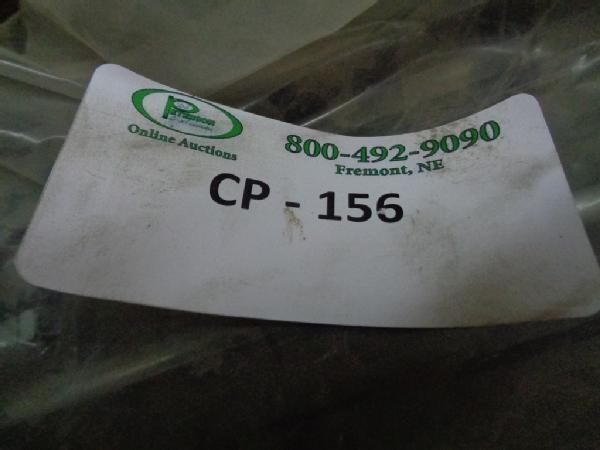 Online Auctions
800-492-9090
Fremont, NE
CP - 156